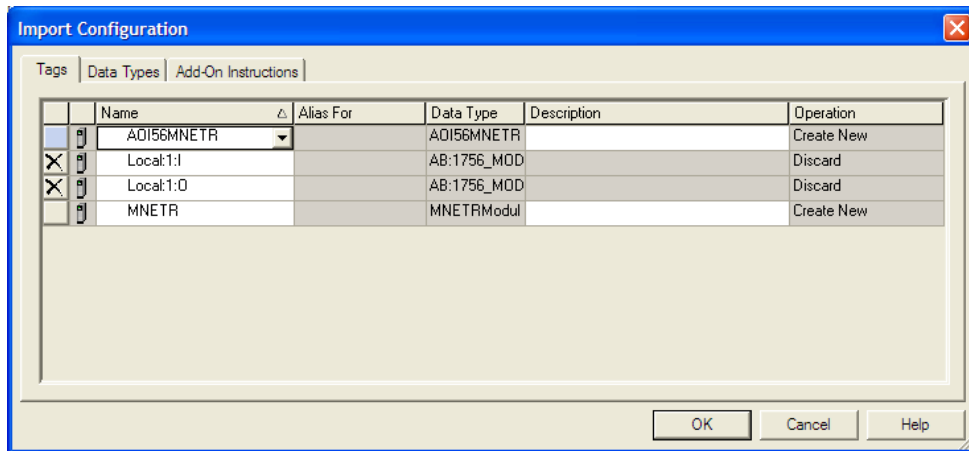 Import Configuration
Tags Data Types Add-On Instructions
Name Alias For Data Type Description Operation
AOI56MNETR AOI56MNETR Create New
Local:1:I AB:1756_MOD Discard
Local:1:O AB:1756_MOD Discard
MNETR MNETRModul Create New
OK Cancel Help